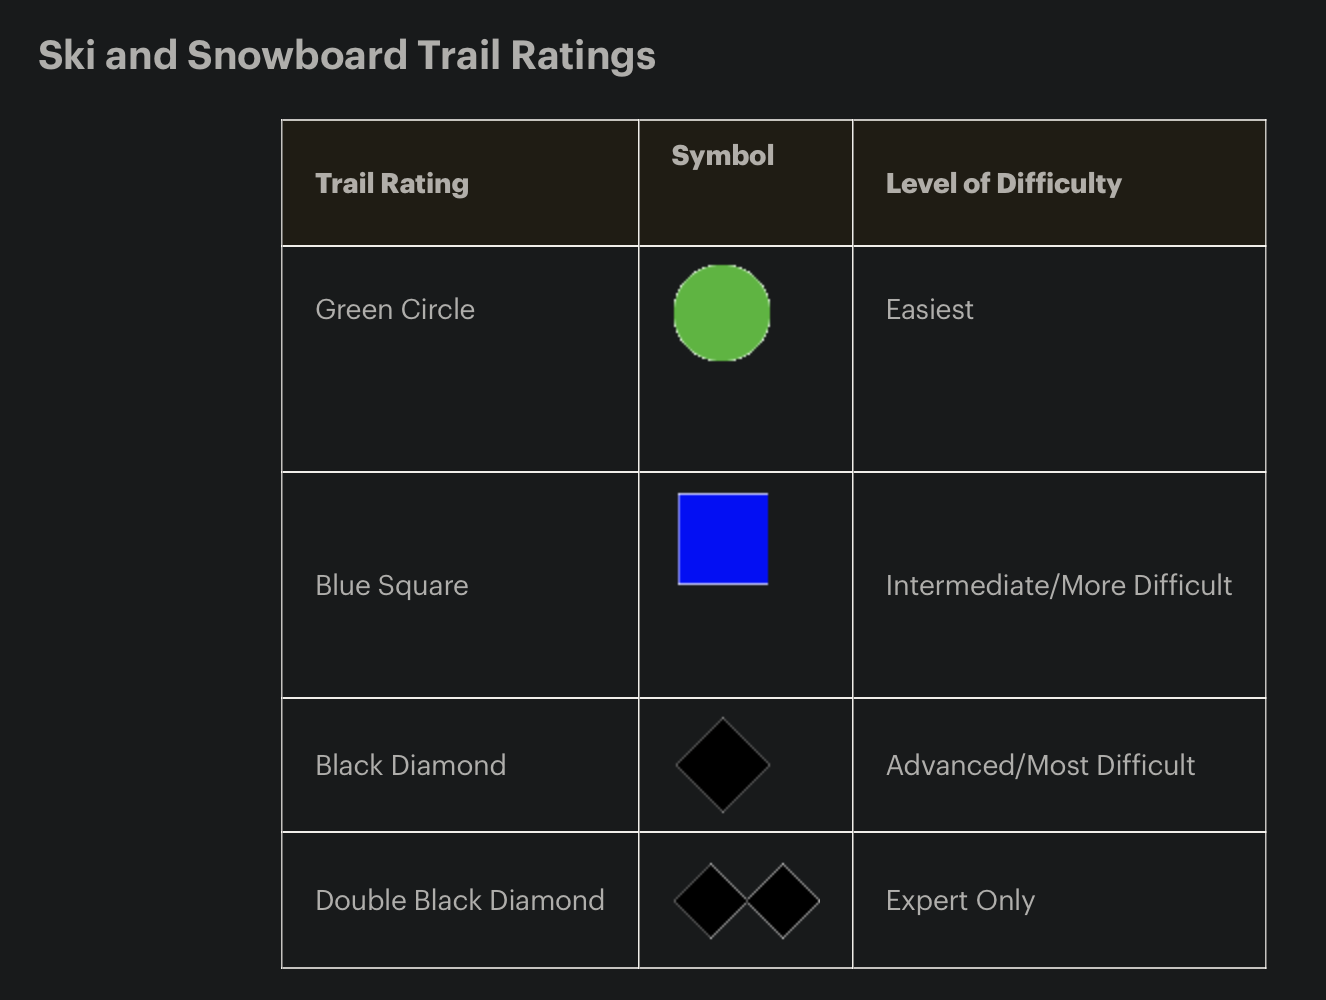 Ski and Snowboard Trail Ratings
Trail Rating
Symbol
Level of Difficulty
Green Circle
Easiest
Blue Square
Intermediate/More Difficult
Black Diamond
Advanced/Most Difficult
Double Black Diamond
Expert Only